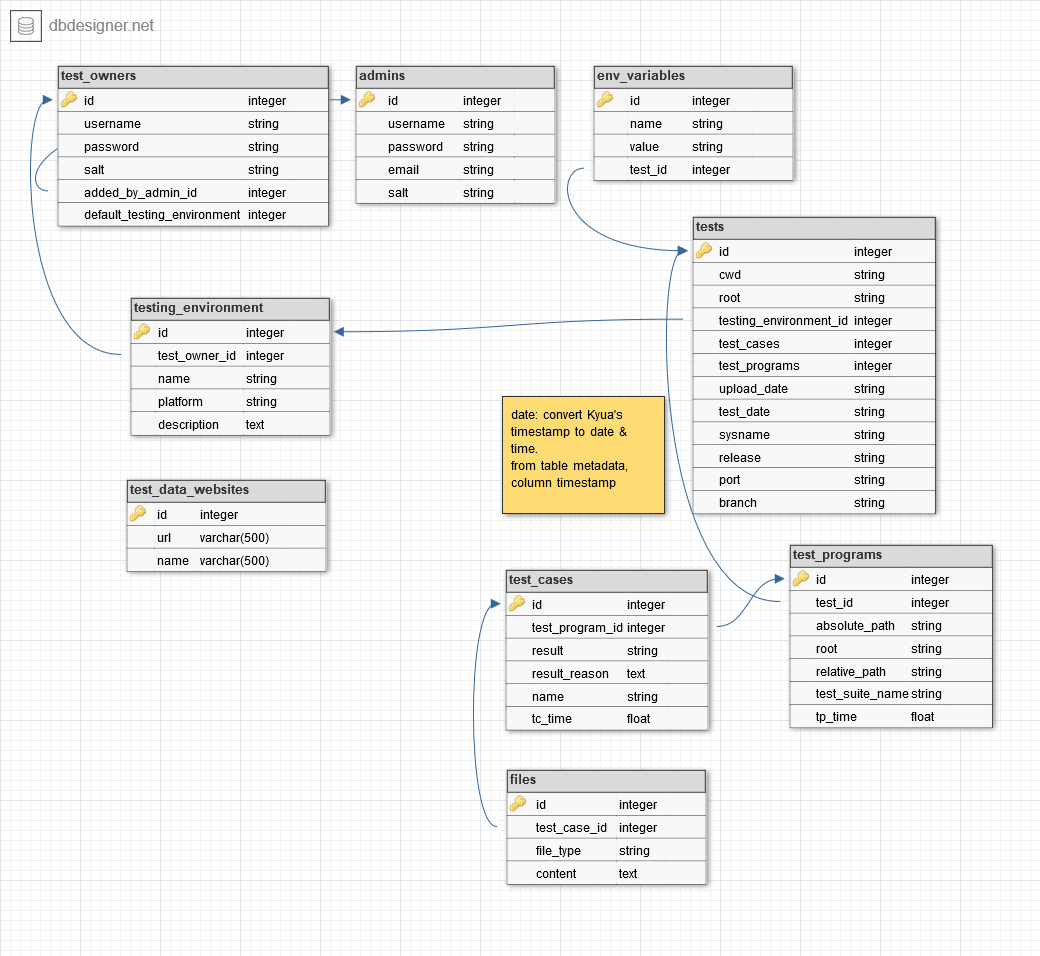 dbdesigner.net
test_owners
id integer
username string
password string
salt string
added_by_admin_id integer
default_testing_environment integer
admins
id integer
username string
password string
email string
salt string
env_variables
id integer
name string
value string
test_id integer
tests
id integer
cwd string
root string
testing_environment_id integer
test_cases integer
test_programs integer
upload_date string
test_date string
sysname string
release string
port string
branch string
testing_environment
id integer
test_owner_id integer
name string
platform string
description text
date: convert Kyua's
timestamp to date &
time.
from table metadata,
column timestamp
test_data_websites
id integer
url varchar(500)
name varchar(500)
test_cases
id integer
test_program_id integer
result string
result_reason text
name string
tc_time float
test_programs
id integer
test_id integer
absolute_path string
root string
relative_path string
test_suite_name string
tp_time float
files
id integer
test_case_id integer
file_type string
content text